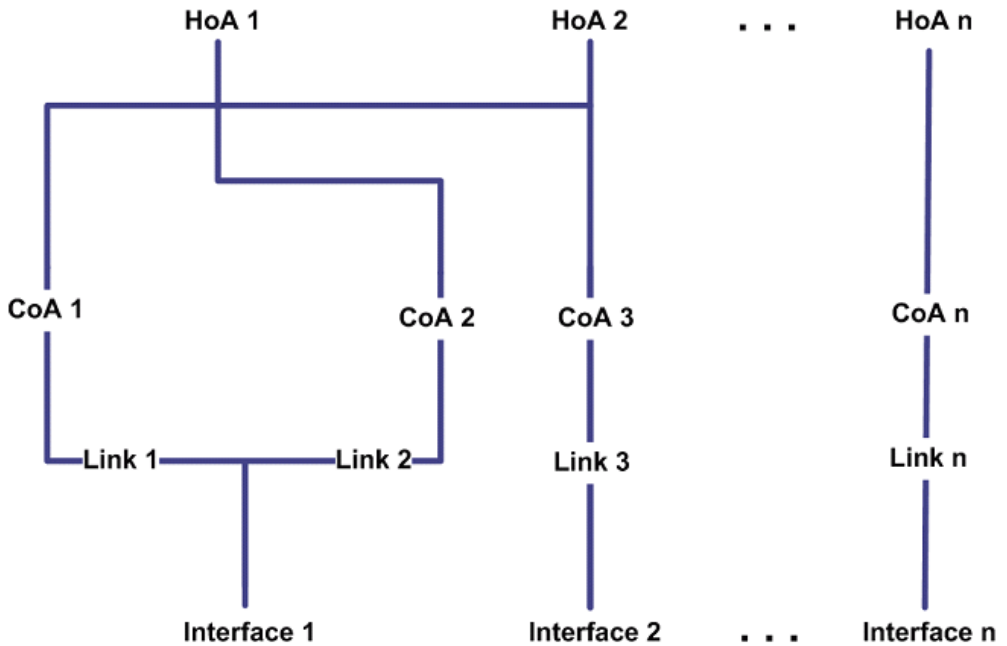 HoA 1 HoA 2 . . . HoA n
CoA 1 CoA 2 CoA 3 CoA n
Link 1 Link 2 Link 3 Link n
Interface 1 Interface 2 . . . Interface n